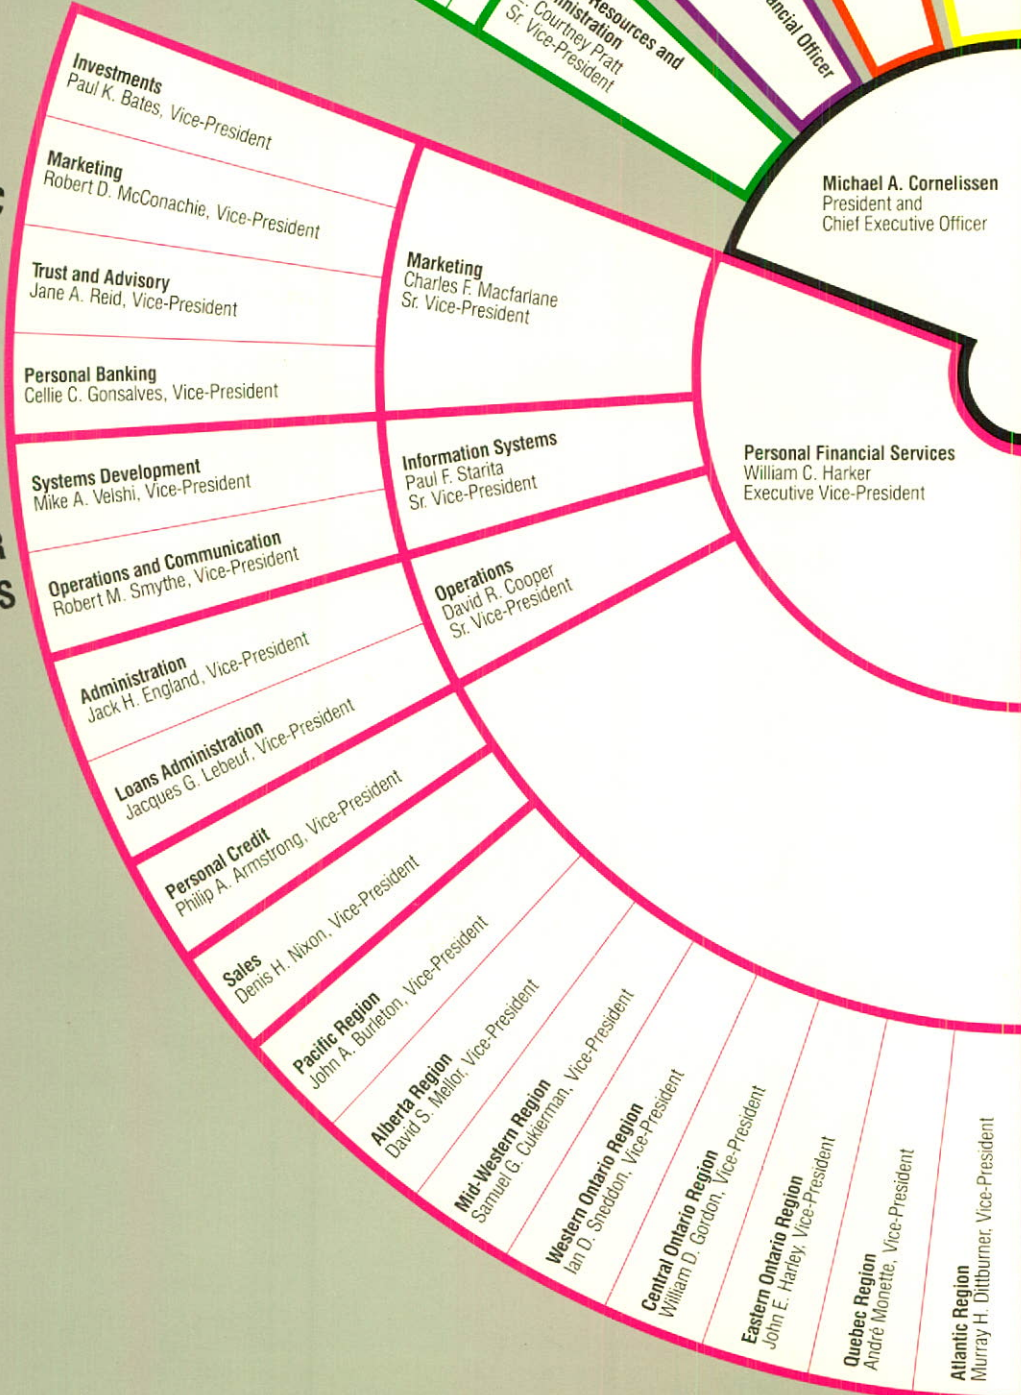 Resources and
Courtney Pratt
Sr. Vice-President
Officer
Michael A. Cornelissen
President and
Chief Executive Officer
Investments
Paul K. Bates, Vice-President
Marketing
Robert D. McConachie, Vice-President
Trust and Advisory
Jane A. Reid, Vice-President
Personal Banking
Cellie C. Gonsalves, Vice-President
Marketing
Charles F. Macfarlane
Sr. Vice-President
Systems Development
Mike A. Velshi, Vice-President
Operations and Communication
Robert M. Smythe, Vice-President
Information Systems
Paul F. Starita
Sr. Vice-President
Personal Financial Services
William C. Harker
Executive Vice-President
Administration
Jack H. England, Vice-President
Loans Administration
Jacques G. Lebeuf, Vice-President
Operations
David R. Cooper
Sr. Vice-President
Personal Credit
Philip A. Armstrong, Vice-President
Sales
Denis H. Nixon, Vice-President
Pacific Region
John A. Burleton, Vice-President
Alberta Region
David S. Mellor, Vice-President
Mid-Western Region
Samuel G. Cukierman, Vice-President
Western Ontario Region
Ian D. Sneddon, Vice-President
Central Ontario Region
William D. Gordon, Vice-President
Eastern Ontario Region
John E. Harley, Vice-President
Quebec Region
André Monette, Vice-President
Atlantic Region
Murray H. Dittburner, Vice-President